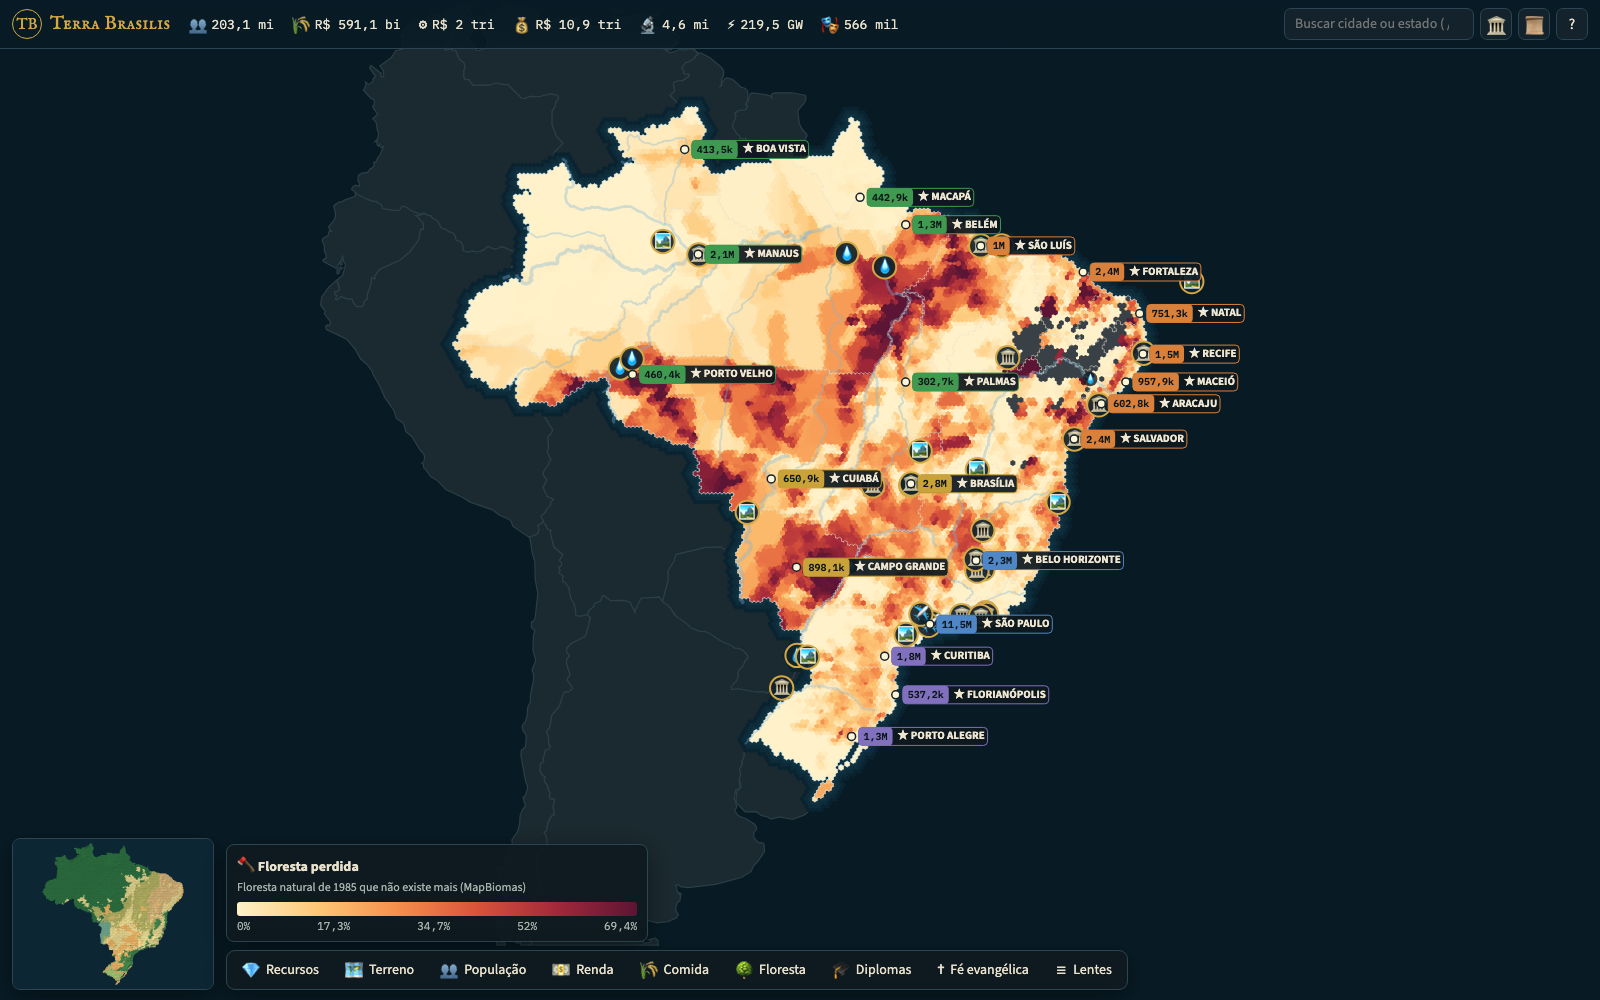 TB TERRA BRASILIS 203,1 mi R$ 591,1 bi R$ 2 tri R$ 10,9 tri 4,6 mi 219,5 GW 566 mil Buscar cidade ou estado ( / ?
413,5k ★ BOA VISTA
442,9k ★ MACAPÁ
1,3M ★ BELÉM
1M ★ SÃO LUÍS
2,1M ★ MANAUS
2,4M ★ FORTALEZA
751,3k ★ NATAL
1,5M ★ RECIFE
460,4k ★ PORTO VELHO
302,7k ★ PALMAS
957,9k ★ MACEIÓ
602,8k ★ ARACAJU
2,4M ★ SALVADOR
650,9k ★ CUIABÁ
2,8M ★ BRASÍLIA
2,3M ★ BELO HORIZONTE
898,1k ★ CAMPO GRANDE
11,5M ★ SÃO PAULO
1,8M ★ CURITIBA
537,2k ★ FLORIANÓPOLIS
1,3M ★ PORTO ALEGRE
Floresta perdida
Floresta natural de 1985 que não existe mais (MapBiomas)
0% 17,3% 34,7% 52% 69,4%
Recursos Terreno População Renda Comida Floresta Diplomas ✝ Fé evangélica ≡ Lentes